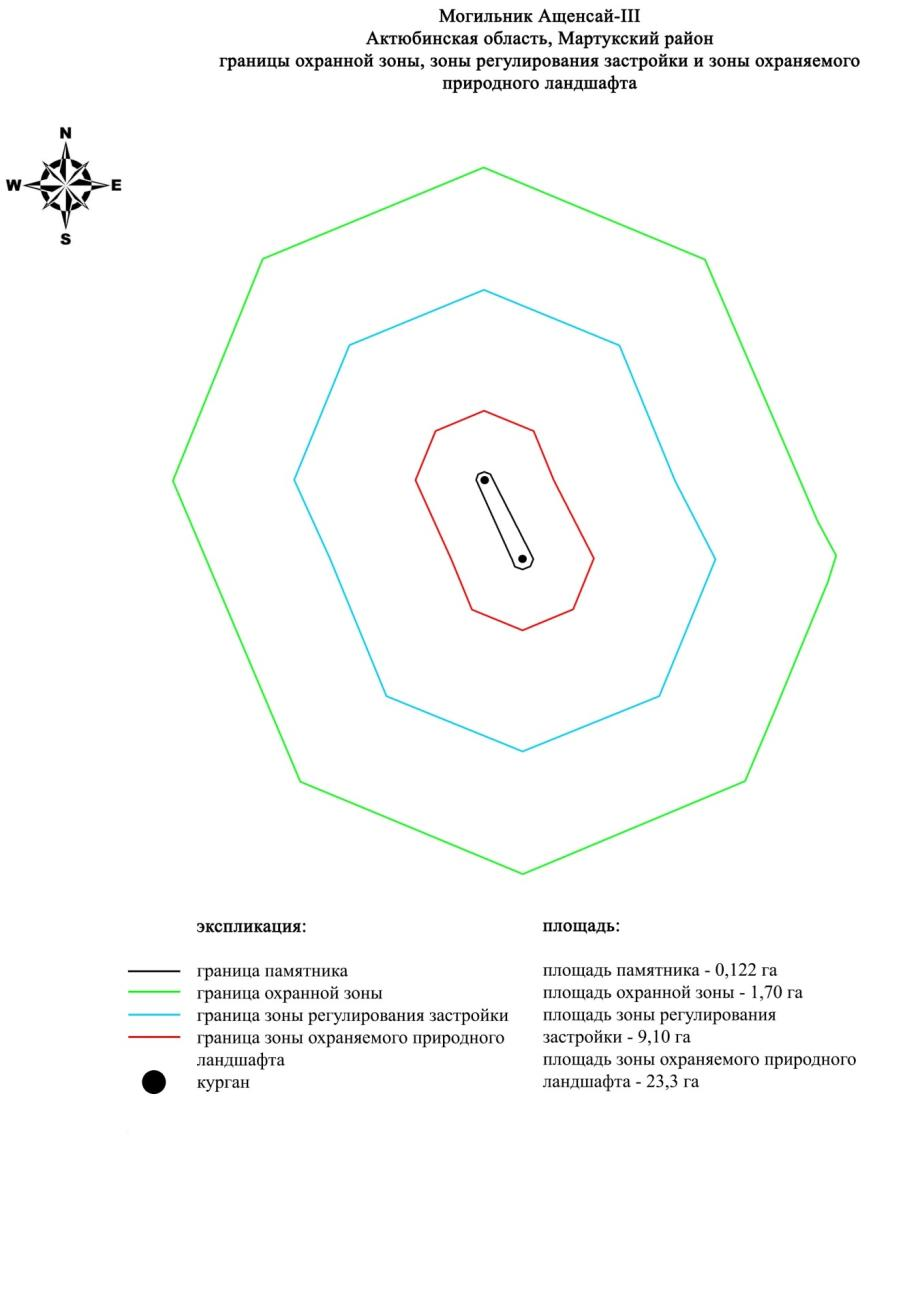 Могильник Ащенсай-III
Актюбинская область, Мартукский район
границы охранной зоны, зоны регулирования застройки и зоны охраняемого
природного ландшафта
N
W E
S
экспликация:
граница памятника
граница охранной зоны
граница зоны регулирования застройки
граница зоны охраняемого природного
ландшафта
курган
площадь:
площадь памятника - 0,122 га
площадь охранной зоны - 1,70 га
площадь зоны регулирования
застройки - 9,10 га
площадь зоны охраняемого природного
ландшафта - 23,3 га